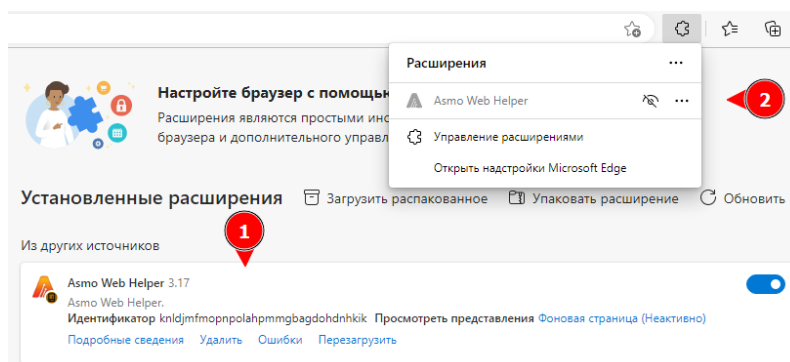 Расширения
Asmo Web Helper
Управление расширениями
Открыть надстройки Microsoft Edge
2
Настройте браузер с помощью
Расширения являются простыми инс
браузера и дополнительного управл
Установленные расширения Загрузить распакованное Упаковать расширение Обновить
1
Из других источников
Asmo Web Helper 3.17
Asmo Web Helper.
Идентификатор knldjmfmopnpolahpmmgbagdohdnhkik Просмотреть представления Фоновая страница (Неактивно)
Подробные сведения Удалить Ошибки Перезагрузить